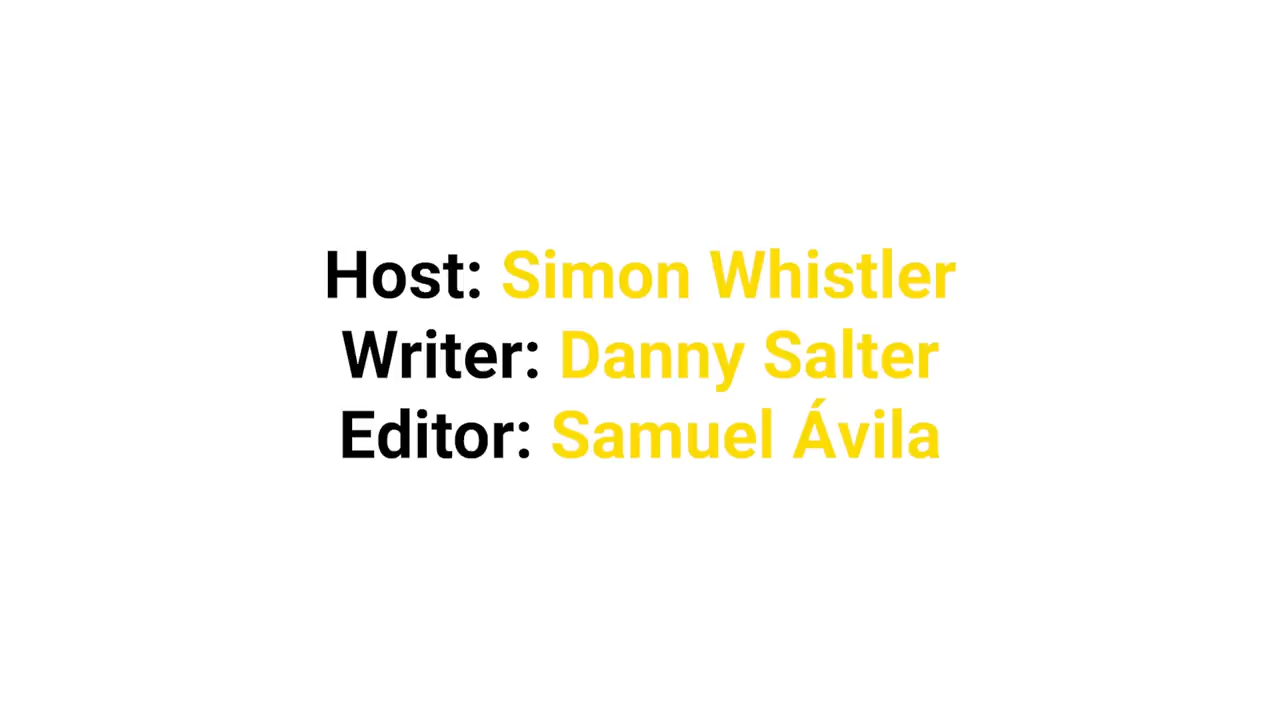 Host: Simon Whistler
Writer: Danny Salter
Editor: Samuel Ávila